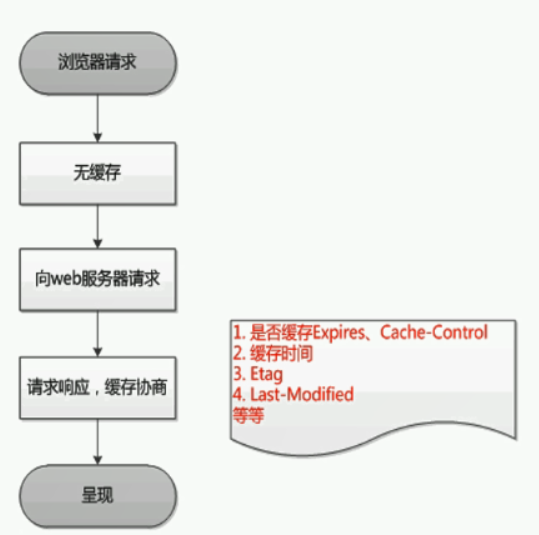 浏览器请求
无缓存
向web服务器请求
请求响应，缓存协商
呈现
1. 是否缓存Expires、Cache-Control
2. 缓存时间
3. Etag
4. Last-Modified
等等